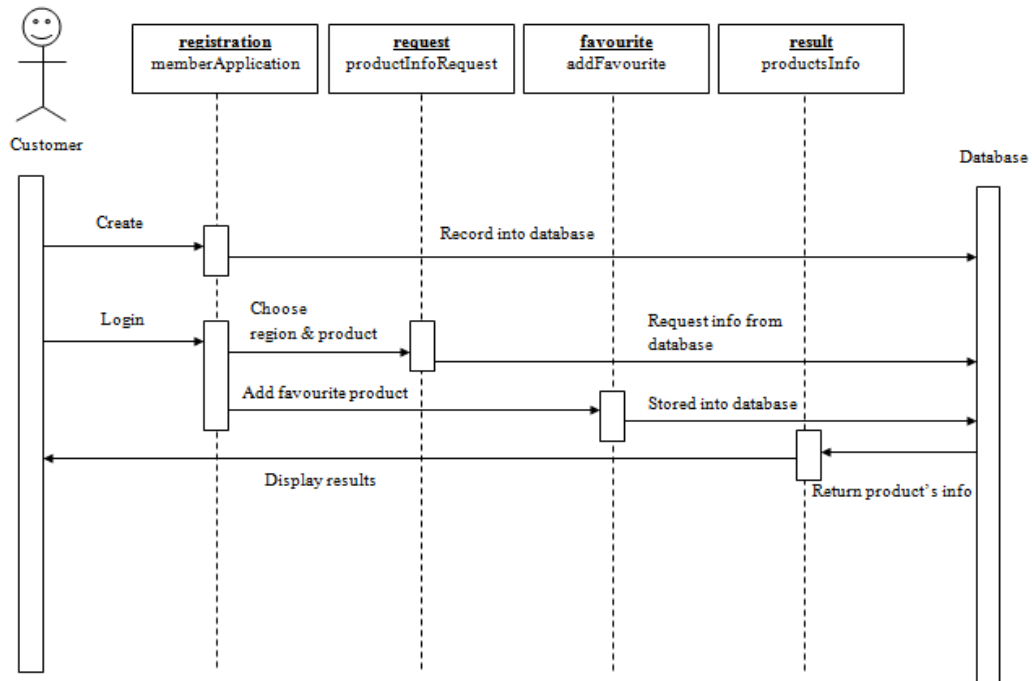 registration
memberApplication
request
productInfoRequest
favourite
addFavourite
result
productsInfo
Customer
Database
Create
Record into database
Login
Choose
region & product
Request info from
database
Add favourite product
Stored into database
Display results
Return product's info